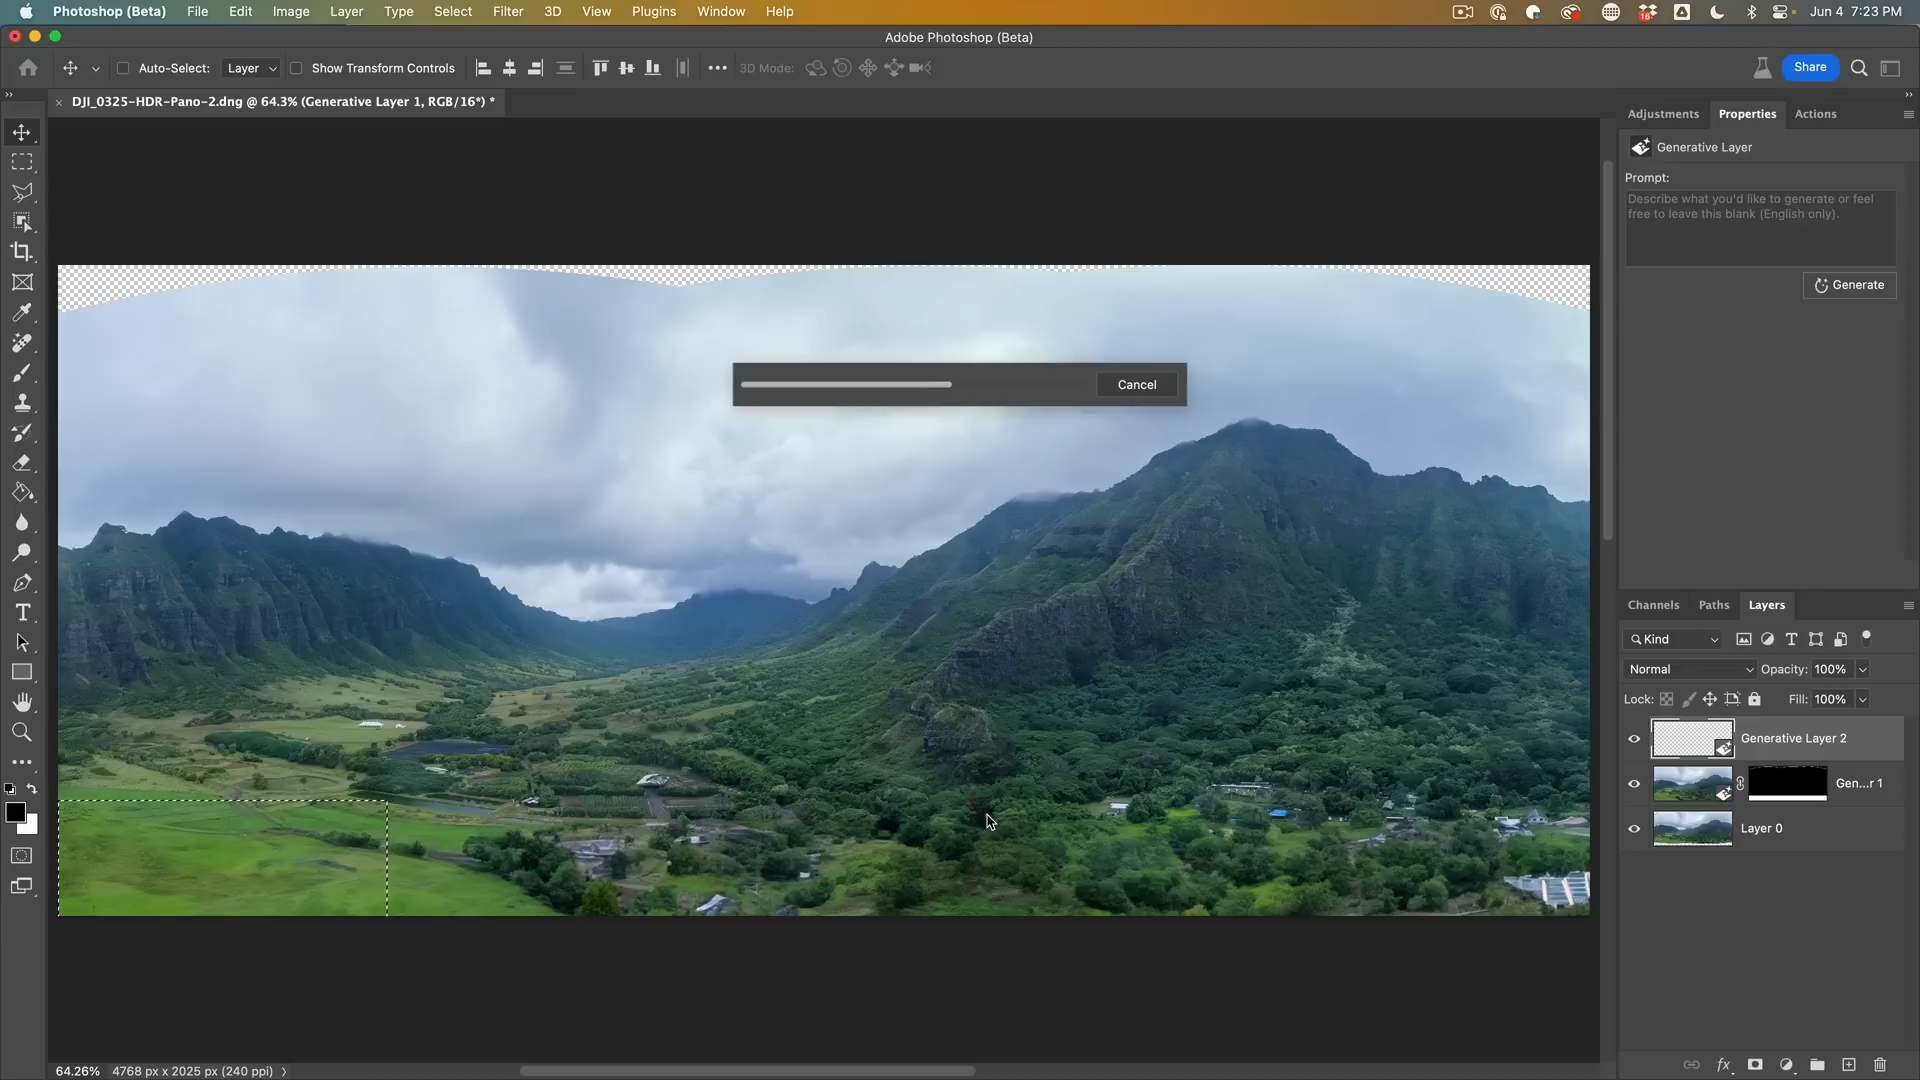 Photoshop (Beta) File Edit Image Layer Type Select Filter 3D View Plugins Window Help 16 Jun 4 7:23 PM
Adobe Photoshop (Beta)
Auto-Select: Layer Show Transform Controls 3D Mode: Share
DJI_0325-HDR-Pano-2.dng @ 64.3% (Generative Layer 1, RGB/16*) *
Adjustments Properties Actions
Generative Layer
Prompt:
Describe what you'd like to generate or feel
free to leave this blank (English only).
Generate
Cancel
Channels Paths Layers
Kind
Normal Opacity: 100%
Lock: Fill: 100%
Generative Layer 2
Gen...r 1
Layer 0
64.26% 4768 px x 2025 px (240 ppi)